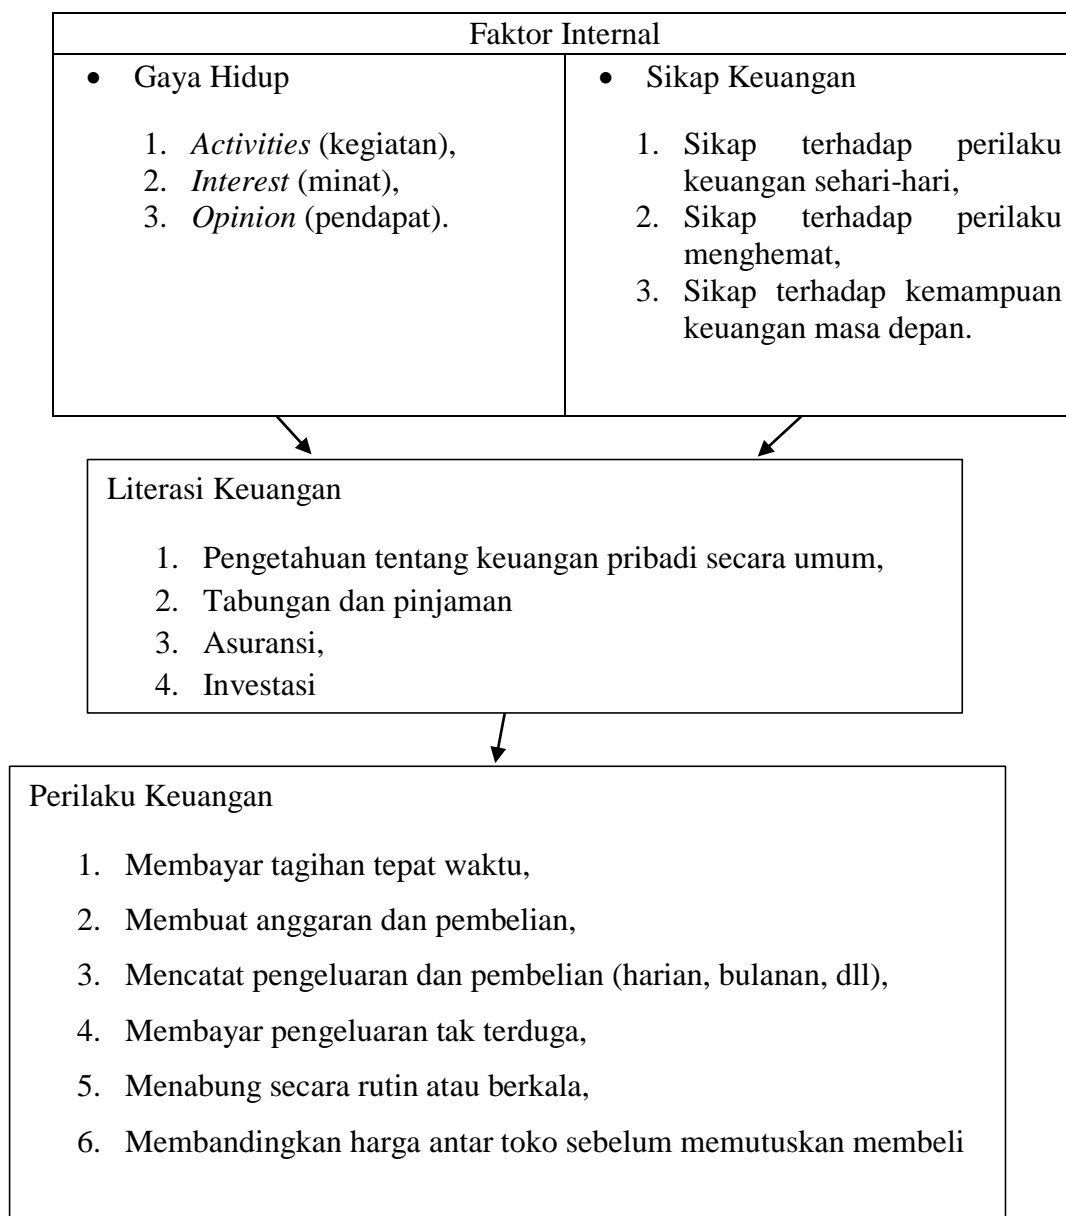 Faktor Internal
• Gaya Hidup
1. Activities (kegiatan),
2. Interest (minat),
3. Opinion (pendapat).
• Sikap Keuangan
1. Sikap terhadap perilaku
keuangan sehari-hari,
2. Sikap terhadap perilaku
menghemat,
3. Sikap terhadap kemampuan
keuangan masa depan.
Literasi Keuangan
1. Pengetahuan tentang keuangan pribadi secara umum,
2. Tabungan dan pinjaman
3. Asuransi,
4. Investasi
Perilaku Keuangan
1. Membayar tagihan tepat waktu,
2. Membuat anggaran dan pembelian,
3. Mencatat pengeluaran dan pembelian (harian, bulanan, dll),
4. Membayar pengeluaran tak terduga,
5. Menabung secara rutin atau berkala,
6. Membandingkan harga antar toko sebelum memutuskan membeli